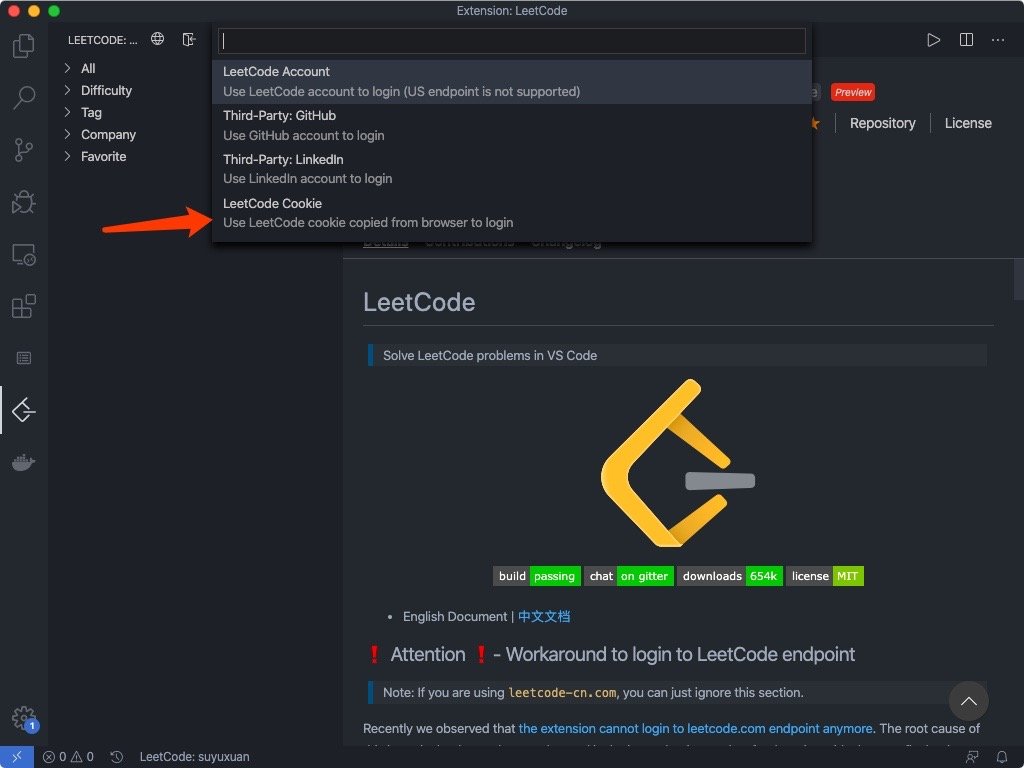 Extension: LeetCode
LEETCODE: ...
All
Difficulty
Tag
Company
Favorite
LeetCode Account
Use LeetCode account to login (US endpoint is not supported)
Third-Party: GitHub
Use GitHub account to login
Third-Party: LinkedIn
Use LinkedIn account to login
LeetCode Cookie
Use LeetCode cookie copied from browser to login
Preview
Repository
License
Details Contributions Changelog
LeetCode
Solve LeetCode problems in VS Code
build passing chat on gitter downloads 654k license MIT
• English Document | 中文文档
❗ Attention ❗ - Workaround to login to LeetCode endpoint
Note: If you are using leetcode-cn.com, you can just ignore this section.
Recently we observed that the extension cannot login to leetcode.com endpoint anymore. The root cause of
1
0 0 LeetCode: suyuxuan